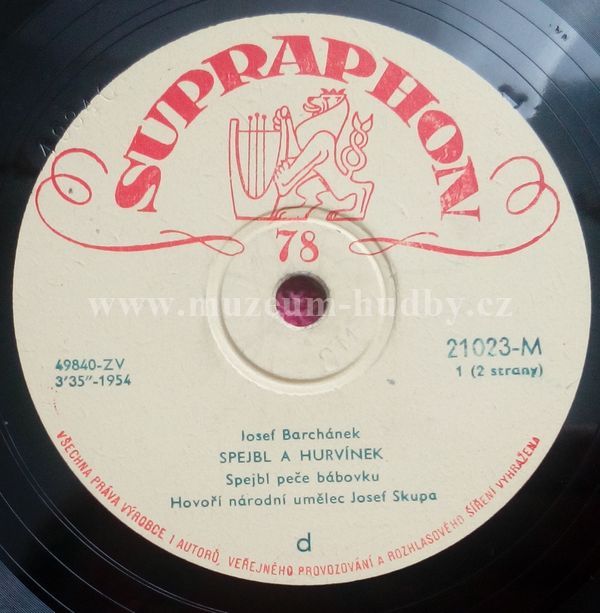 SUPRAPHON
78
www.muzeum-hudby.cz
49840-ZV
3'35"-1954
21023-M
1 (2 strany)
Josef Barchánek
SPEJBL A HURVÍNEK
Spejbl peče bábovku
Hovoří národní umělec Josef Skupa
d
VŠECHNA PRÁVA VÝROBCE I AUTORŮ, VEŘEJNÉHO PROVOZOVÁNÍ A ROZHLASOVÉHO ŠÍŘENÍ VYHRAŽENA